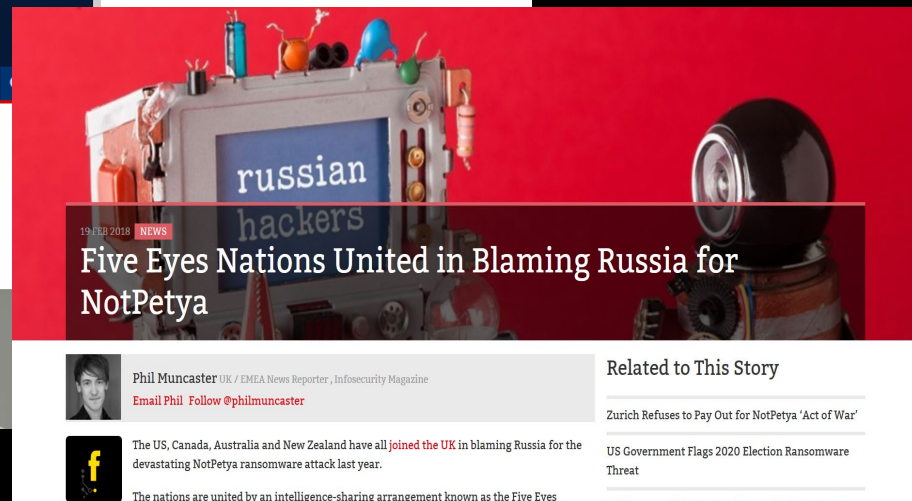 russian
hackers
19 FEB 2018 NEWS
Five Eyes Nations United in Blaming Russia for
NotPetya
Phil Muncaster UK / EMEA News Reporter , Infosecurity Magazine
Email Phil Follow @philmuncaster
f
The US, Canada, Australia and New Zealand have all joined the UK in blaming Russia for the
devastating NotPetya ransomware attack last year.
The nations are united by an intelligence-sharing arrangement known as the Five Eyes
Related to This Story
Zurich Refuses to Pay Out for NotPetya ‘Act of War’
US Government Flags 2020 Election Ransomware
Threat